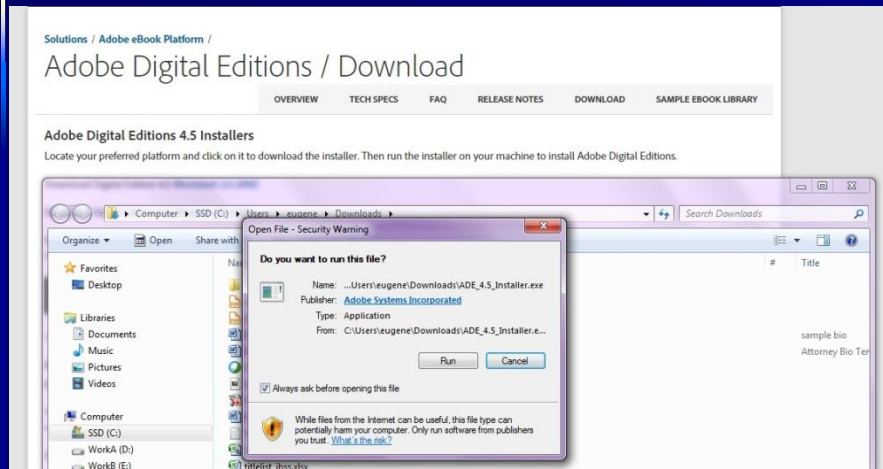 Solutions / Adobe eBook Platform /
Adobe Digital Editions / Download
OVERVIEW TECH SPECS FAQ RELEASE NOTES DOWNLOAD SAMPLE EBOOK LIBRARY
Adobe Digital Editions 4.5 Installers
Locate your preferred platform and click on it to download the installer. Then run the installer on your machine to install Adobe Digital Editions.
Computer SSD (C:) Users eugene Downloads Search Downloads
Organize Open Share with
Open File - Security Warning
Do you want to run this file?
Name: ...Users\eugene\Downloads\ADE_4.5_Installer.exe
Publisher: Adobe Systems Incorporated
Type: Application
From: C:\Users\eugene\Downloads\ADE_4.5_Installer.e...
Run Cancel
Always ask before opening this file
While files from the Internet can be useful, this file type can
potentially harm your computer. Only run software from publishers
you trust. What's the risk?
Favorites
Desktop
Libraries
Documents
Music
Pictures
Videos
Computer
SSD (C:)
WorkA (D:)
WorkB (E:)
# Title
sample bio
Attorney Bio Ter
titlelist_ibss.xlsx